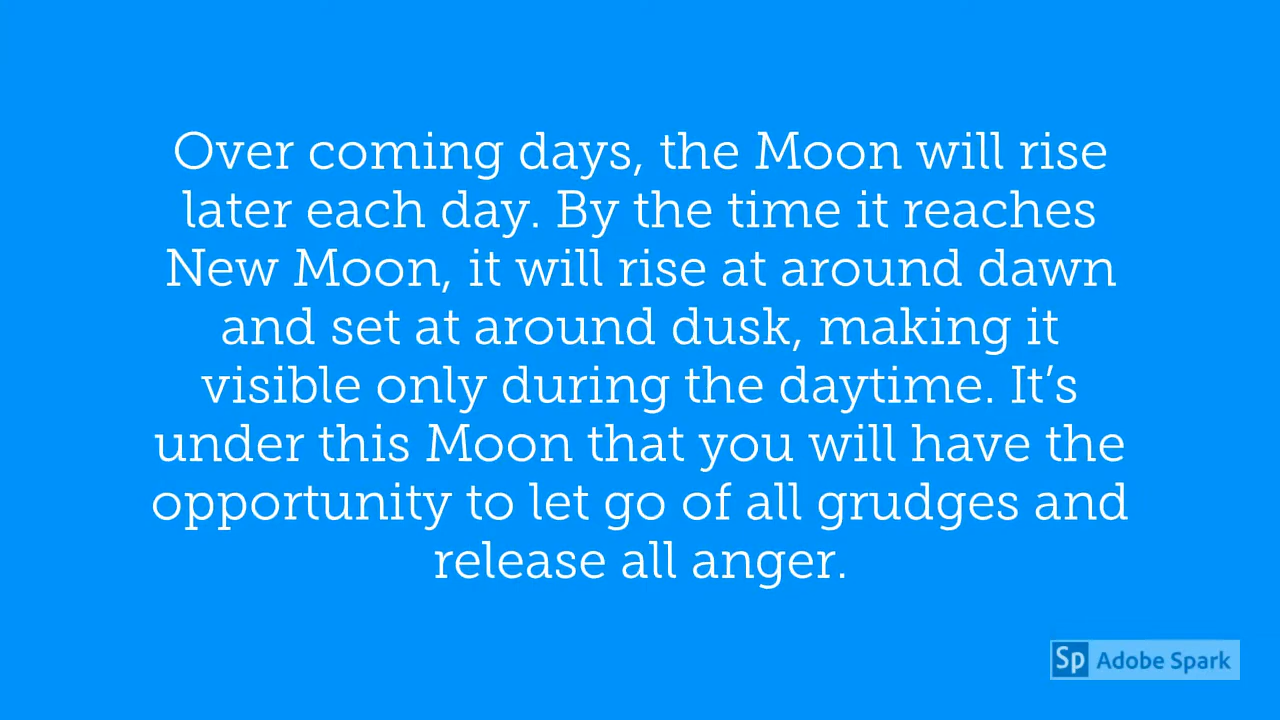 Over coming days, the Moon will rise
later each day. By the time it reaches
New Moon, it will rise at around dawn
and set at around dusk, making it
visible only during the daytime. It’s
under this Moon that you will have the
opportunity to let go of all grudges and
release all anger.
Sp Adobe Spark